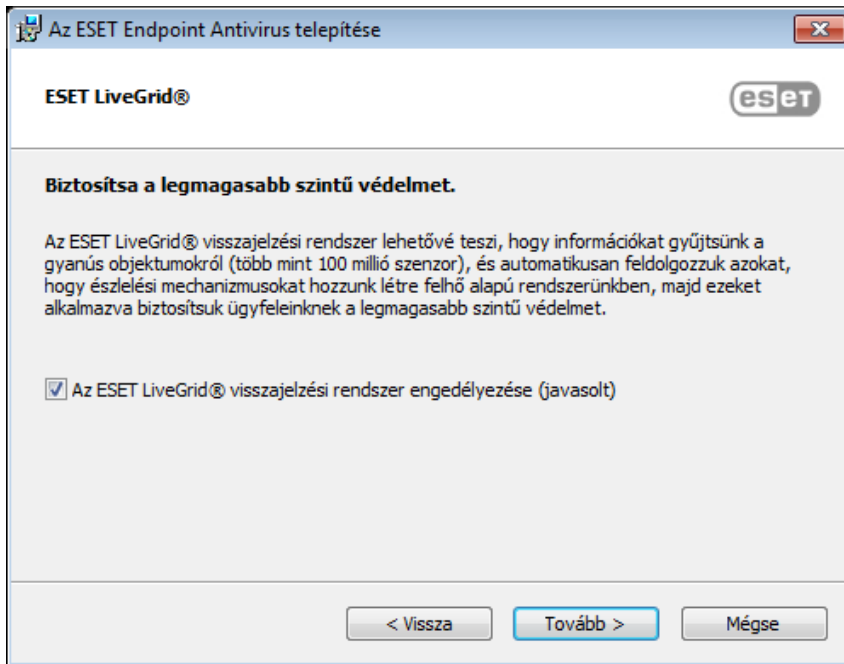 Az ESET Endpoint Antivirus telepítése
ESET LiveGrid®
eseT
Biztosítsa a legmagasabb szintű védelmet.
Az ESET LiveGrid® visszajelzési rendszer lehetővé teszi, hogy információkat gyűjtsünk a
gyanús objektumokról (több mint 100 millió szenzor), és automatikusan feldolgozzuk azokat,
hogy észlelési mechanizmusokat hozzunk létre felhő alapú rendszerünkben, majd ezeket
alkalmazva biztosítsuk ügyfeleinknek a legmagasabb szintű védelmet.
Az ESET LiveGrid® visszajelzési rendszer engedélyezése (javasolt)
< Vissza
Tovább >
Mégse